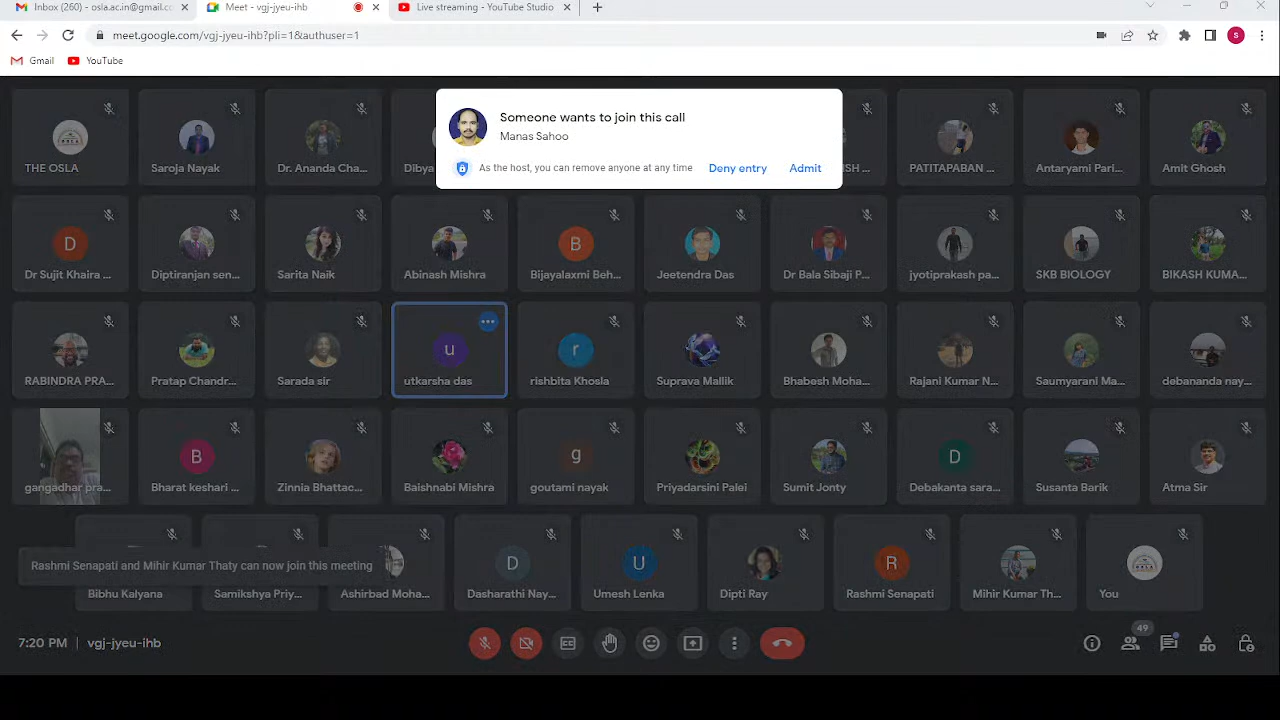 Inbox (260) - osla.ac.in@gmail.co
Meet - vgj-jyeu-ihb
Live streaming - YouTube Studio
meet.google.com/vgj-jyeu-ihb?pli=1&authuser=1
S
Gmail
YouTube
Someone wants to join this call
Manas Sahoo
As the host, you can remove anyone at any time
Deny entry
Admit
THE OSLA
Saroja Nayak
Dr. Ananda Cha...
Dibya
SH ...
PATITAPABAN ...
Antaryami Pari...
Amit Ghosh
D
Dr Sujit Khaira ...
Diptiranjan sen...
Sarita Naik
Abinash Mishra
B
Bijayalaxmi Beh...
Jeetendra Das
Dr Bala Sibaji P...
jyotiprakash pa...
SKB BIOLOGY
BIKASH KUMA...
RABINDRA PRA...
Pratap Chandr...
Sarada sir
u
utkarsha das
r
rishbita Khosla
Suprava Mallik
Bhabesh Moha...
Rajani Kumar N...
Saumyarani Ma...
debananda nay...
gangadhar pra...
B
Bharat keshari ...
Zinnia Bhattac...
Baishnabi Mishra
g
goutami nayak
Priyadarsini Palei
Sumit Jonty
D
Debakanta sara...
Susanta Barik
Atma Sir
Rashmi Senapati and Mihir Kumar Thaty can now join this meeting
Bibhu Kalyana
Samikshya Priy...
Ashirbad Moha...
D
Dasharathi Nay...
U
Umesh Lenka
Dipti Ray
R
Rashmi Senapati
Mihir Kumar Th...
You
7:20 PM | vgj-jyeu-ihb
49